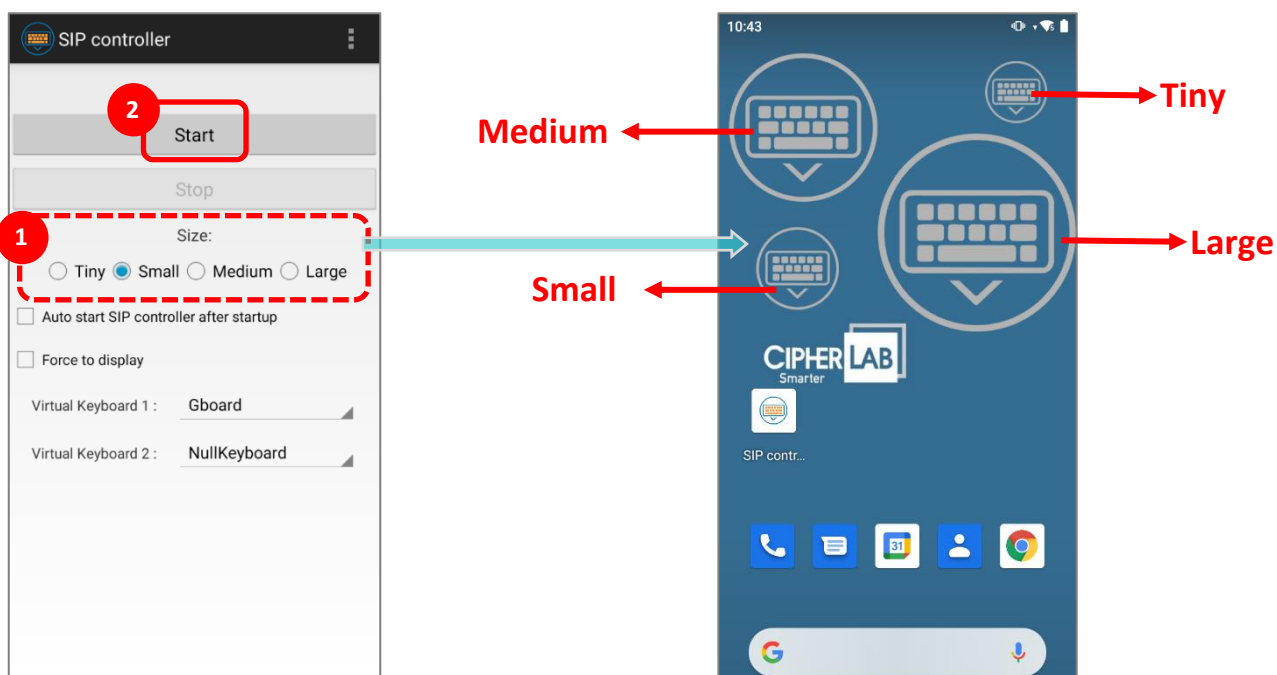 SIP controller
2
Start
Stop
1
Size:
Tiny Small Medium Large
Auto start SIP controller after startup
Force to display
Virtual Keyboard 1 : Gboard
Virtual Keyboard 2 : NullKeyboard
10:43
Medium
Tiny
Large
Small
CIPHERLAB
Smarter
SIP contr...
31
G